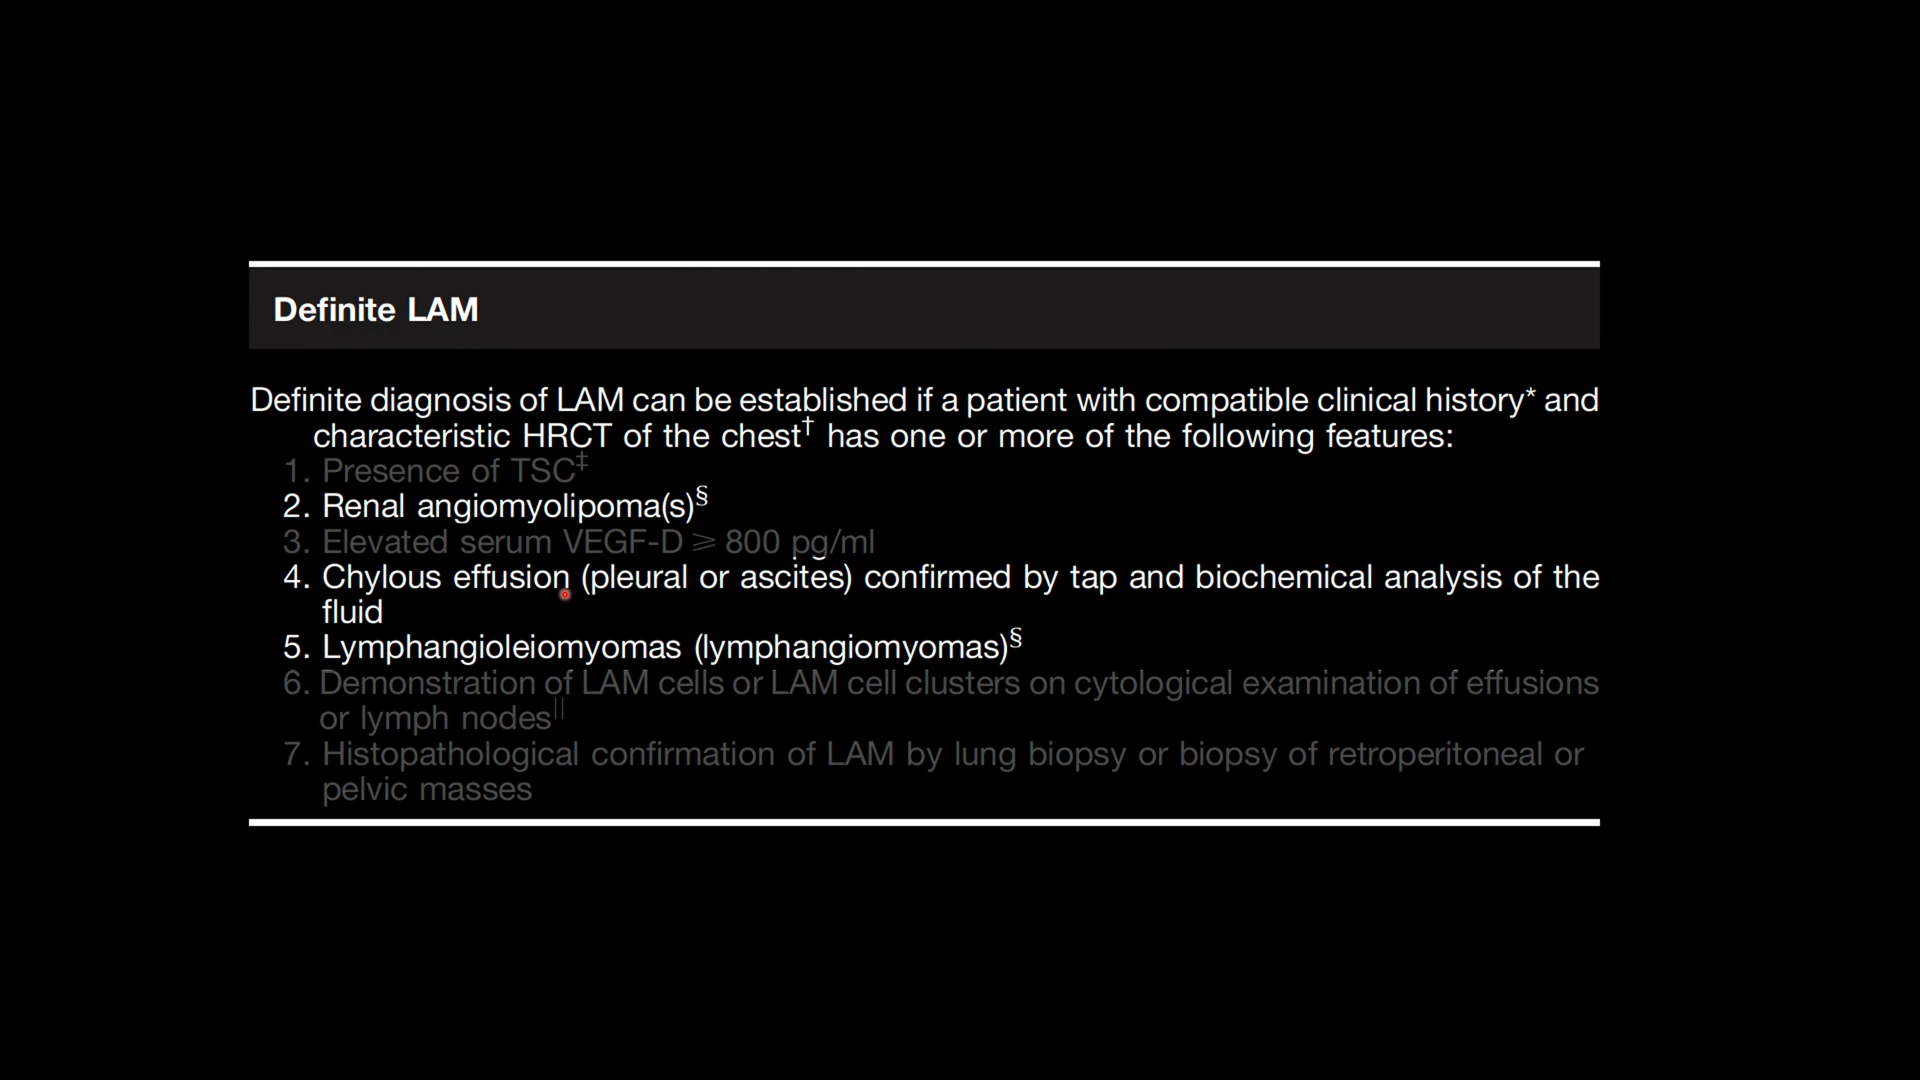 Definite LAM
Definite diagnosis of LAM can be established if a patient with compatible clinical history* and
characteristic HRCT of the chest† has one or more of the following features:
1. Presence of TSC‡
2. Renal angiomyolipoma(s)§
3. Elevated serum VEGF-D ⩾ 800 pg/ml
4. Chylous effusion (pleural or ascites) confirmed by tap and biochemical analysis of the
fluid
5. Lymphangioleiomyomas (lymphangiomyomas)§
6. Demonstration of LAM cells or LAM cell clusters on cytological examination of effusions
or lymph nodes||
7. Histopathological confirmation of LAM by lung biopsy or biopsy of retroperitoneal or
pelvic masses